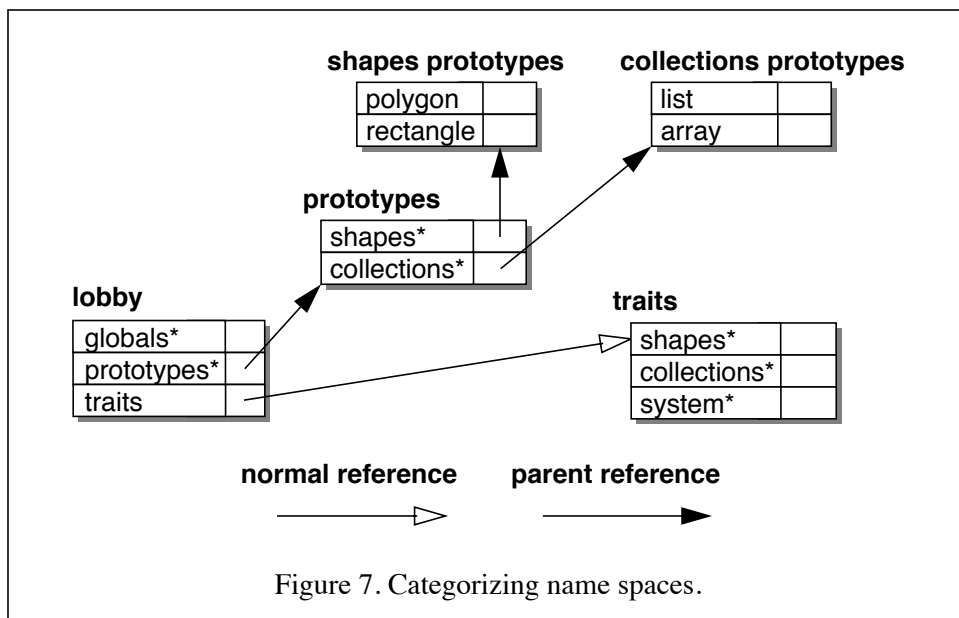 shapes prototypes
polygon
rectangle
collections prototypes
list
array
prototypes
shapes*
collections*
lobby
globals*
prototypes*
traits
traits
shapes*
collections*
system*
normal reference
parent reference
Figure 7. Categorizing name spaces.